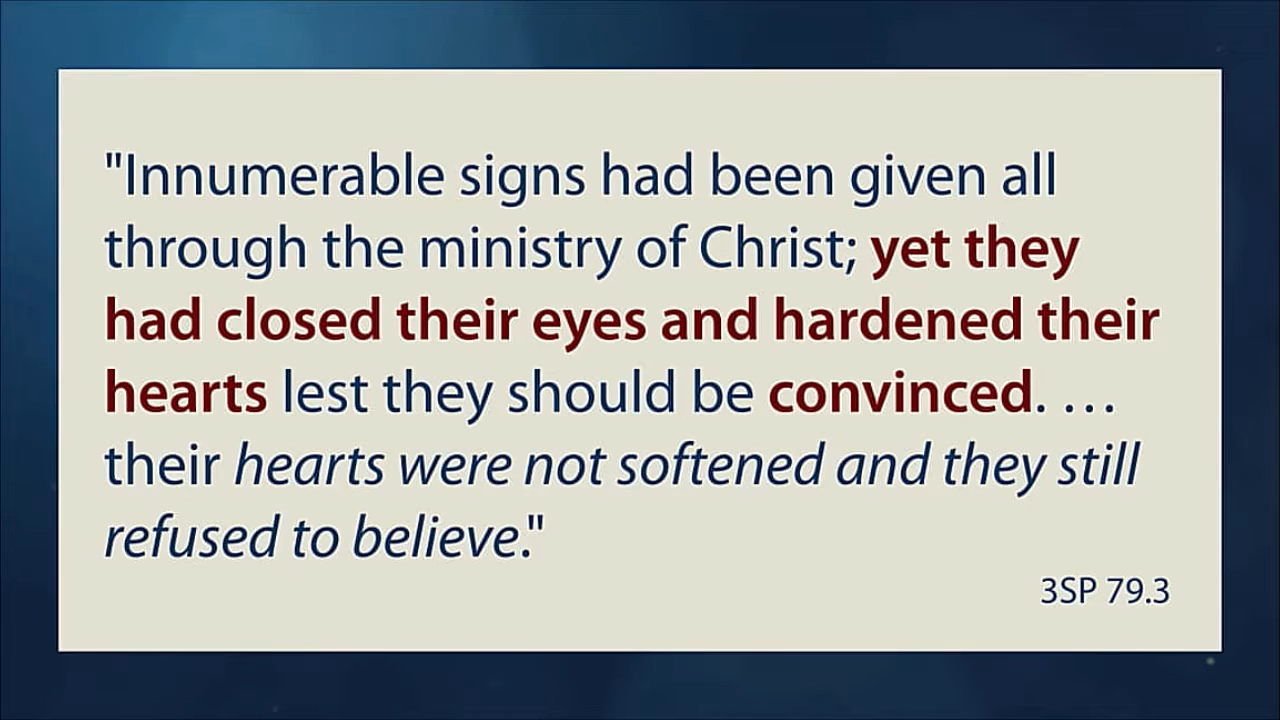 "Innumerable signs had been given all
through the ministry of Christ; yet they
had closed their eyes and hardened their
hearts lest they should be convinced. …
their hearts were not softened and they still
refused to believe."
3SP 79.3